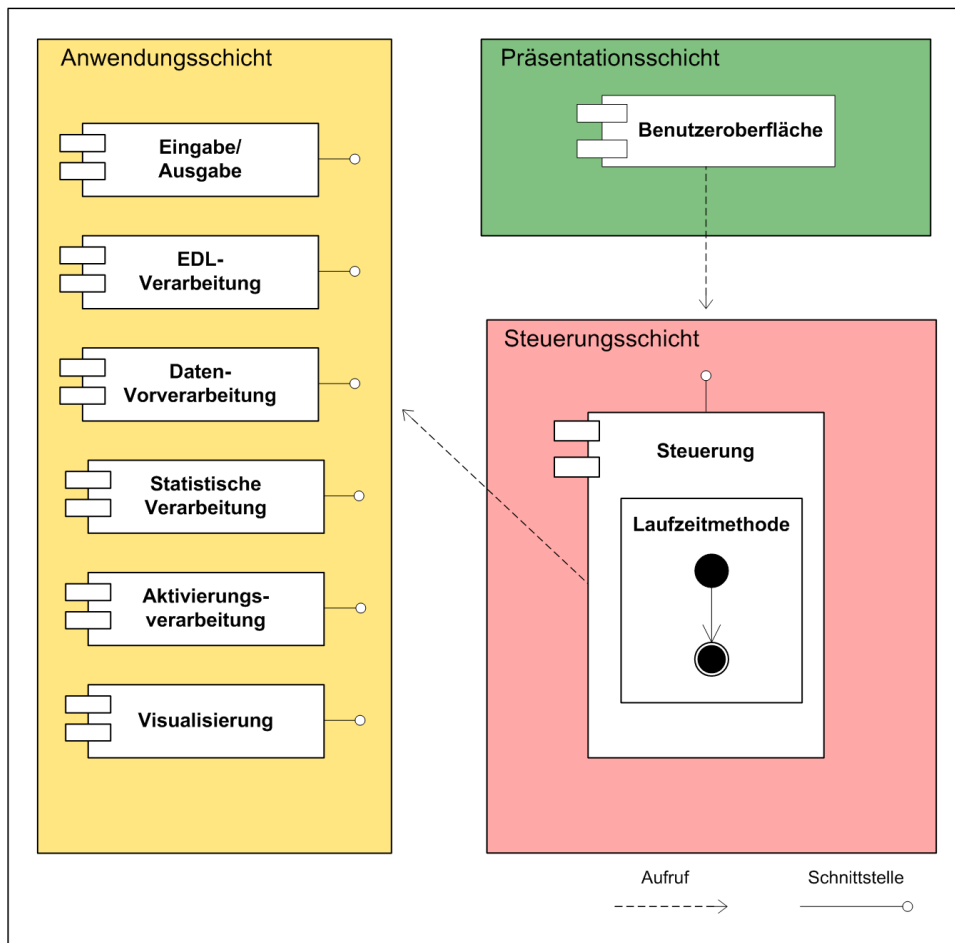 Anwendungsschicht
Eingabe/
Ausgabe
EDL-
Verarbeitung
Daten-
Vorverarbeitung
Statistische
Verarbeitung
Aktivierungs-
verarbeitung
Visualisierung
Präsentationsschicht
Benutzeroberfläche
Steuerungsschicht
Steuerung
Laufzeitmethode
Aufruf
Schnittstelle